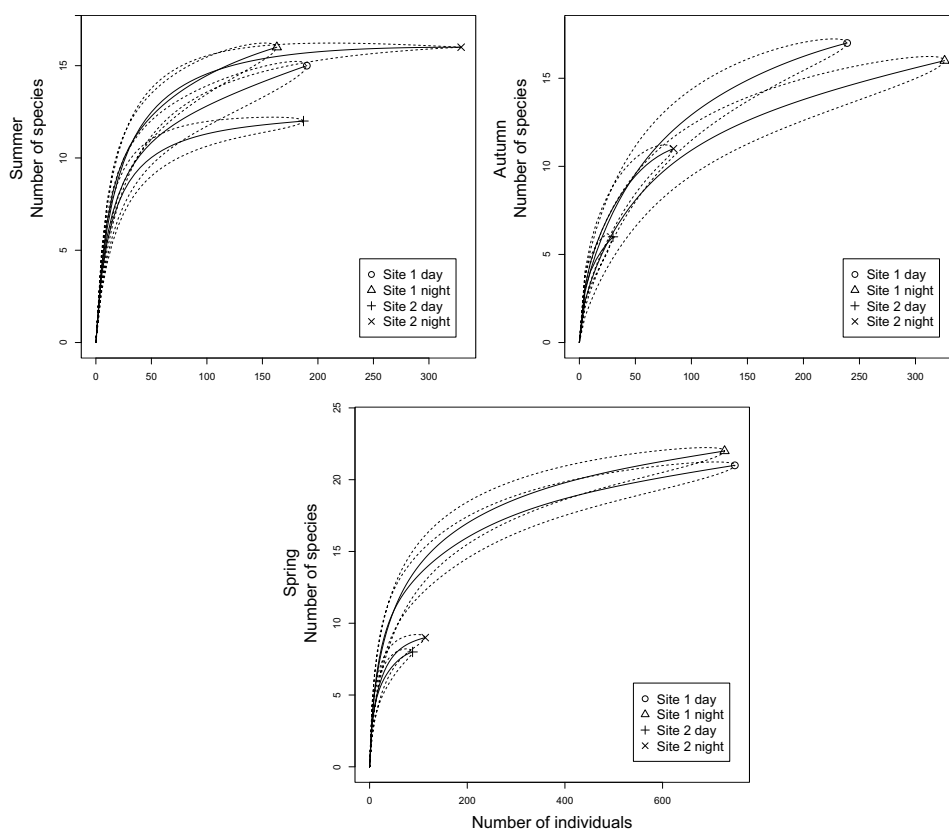 Summer
Number of species
0
5
10
15
0
50
100
150
200
250
300
Site 1 day
Site 1 night
Site 2 day
Site 2 night
Autumn
Number of species
0
5
10
15
0
50
100
150
200
250
300
Site 1 day
Site 1 night
Site 2 day
Site 2 night
Spring
Number of species
0
5
10
15
20
25
0
200
400
600
Site 1 day
Site 1 night
Site 2 day
Site 2 night
Number of individuals